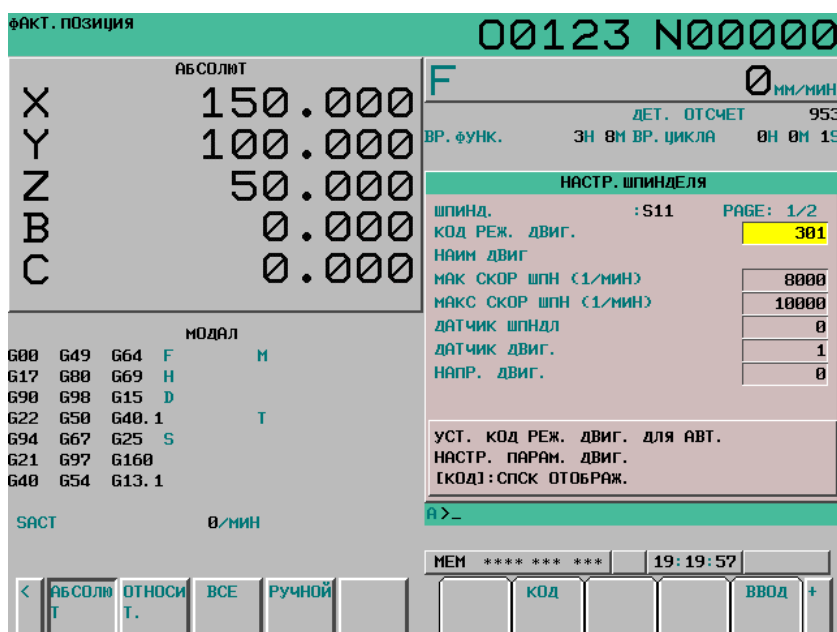 ФАКТ.ПОЗИЦИЯ
O0123 N00000
АБСОЛЮТ
X 150.000
Y 100.000
Z 50.000
B 0.000
C 0.000
F 0 ММ/МИН
ДЕТ. ОТСЧЕТ 953
ВР.ФУНК. 3H 8M ВР.ЦИКЛА 0H 0M 1S
НАСТР.ШПИНДЕЛЯ
ШПИНД. :S11 PAGE: 1/2
КОД РЕЖ. ДВИГ. 301
НАИМ ДВИГ
МАК СКОР ШПН (1/МИН) 8000
МАКС СКОР ШПН (1/МИН) 10000
ДАТЧИК ШПНДЛ 0
ДАТЧИК ДВИГ. 1
НАПР. ДВИГ. 0
УСТ. КОД РЕЖ. ДВИГ. ДЛЯ АВТ.
НАСТР. ПАРАМ. ДВИГ.
[КОД]:СПСК ОТОБРАЖ.
МОДАЛ
G00 G49 G64 F M
G17 G80 G69 H
G90 G98 G15 D
G22 G50 G40.1 T
G94 G67 G25 S
G21 G97 G160
G40 G54 G13.1
SACT 0/МИН
A>_
MEM **** *** *** 19:19:57
< АБСОЛЮ
Т ОТНОСИ
Т. ВСЕ РУЧНОЙ
КОД ВВОД +